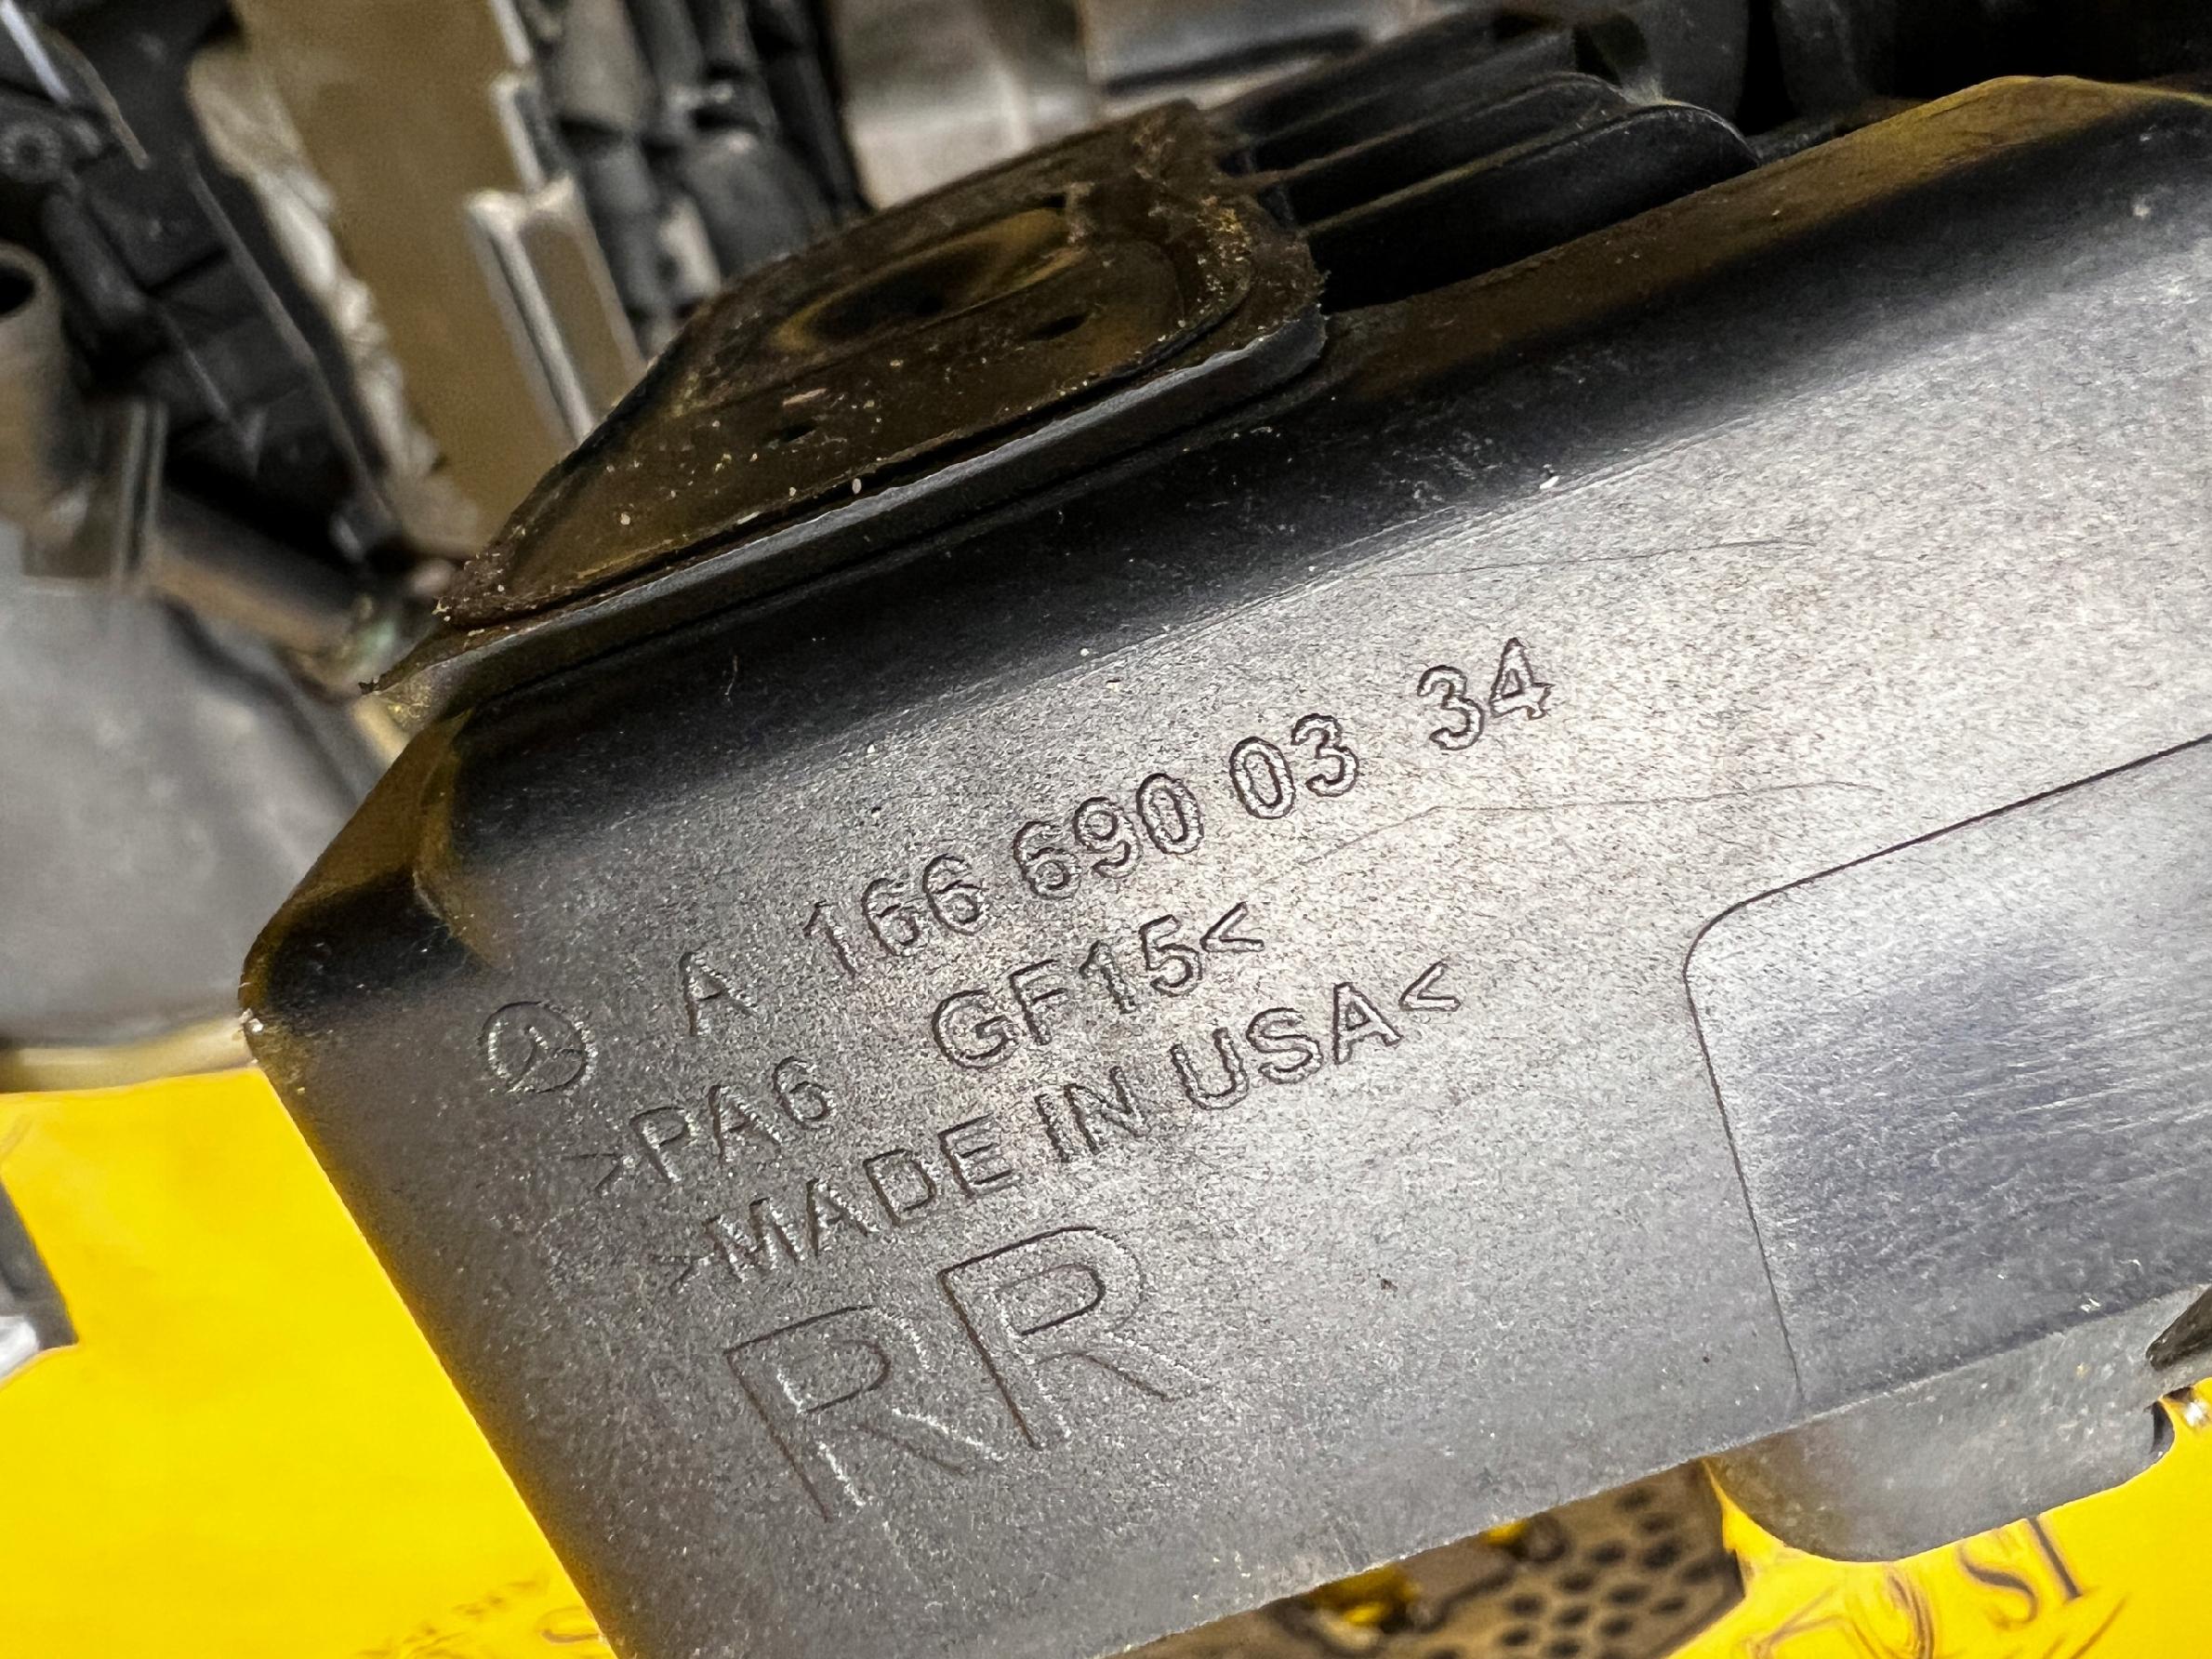 A 166 690 03 34
>PA6 GF15<
>MADE IN USA<
RR